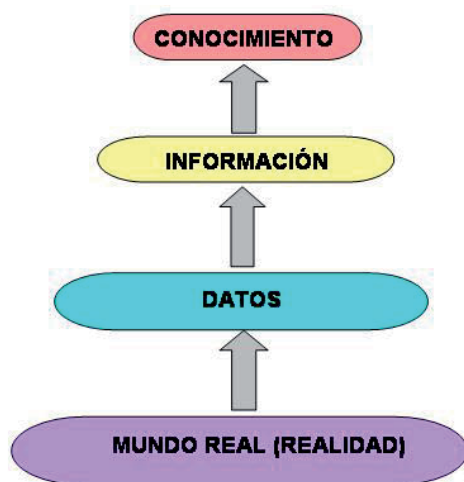 CONOCIMIENTO
INFORMACIÓN
DATOS
MUNDO REAL (REALIDAD)